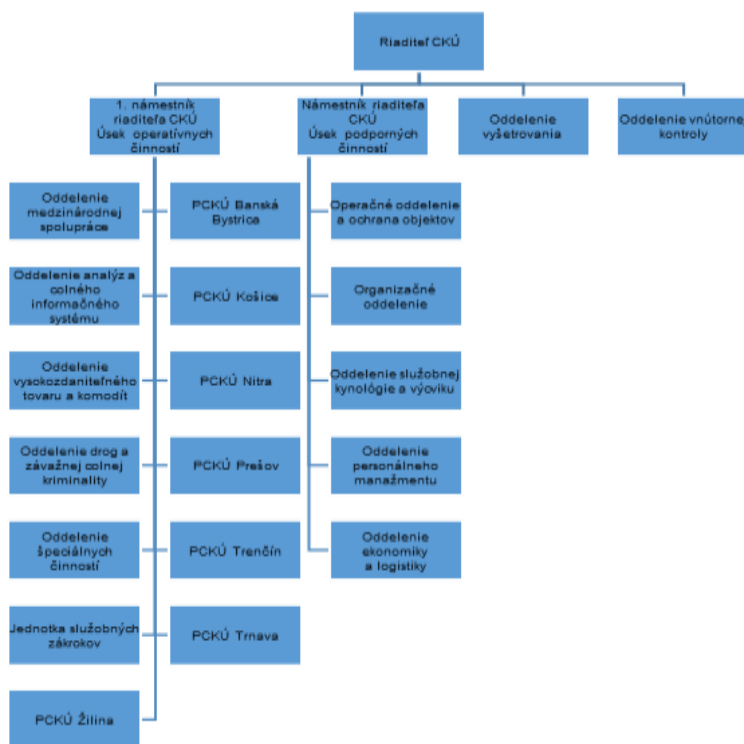 Riaditeľ CKÚ
1. námestník
riaditeľa CKÚ
Úsek operatívnych
činností
Námestník riaditeľa
CKÚ
Úsek podporných
činností
Oddelenie
vyšetrovania
Oddelenie vnútornej
kontroly
Oddelenie
medzinárodnej
spolupráce
PCKÚ Banská
Bystrica
Operačné oddelenie
a ochrana objektov
Oddelenie analýz a
colného
informačného
systému
PCKÚ Košice
Organizačné
oddelenie
Oddelenie
vysokozdaniteľného
tovaru a komodít
PCKÚ Nitra
Oddelenie služobnej
kynológie a výcviku
Oddelenie drog a
závažnej colnej
kriminality
PCKÚ Prešov
Oddelenie
personálneho
manažmentu
Oddelenie
špeciálnych
činností
PCKÚ Trenčín
Oddelenie
ekonomiky
a logistiky
Jednotka služobných
zákrokov
PCKÚ Trnava
PCKÚ Žilina